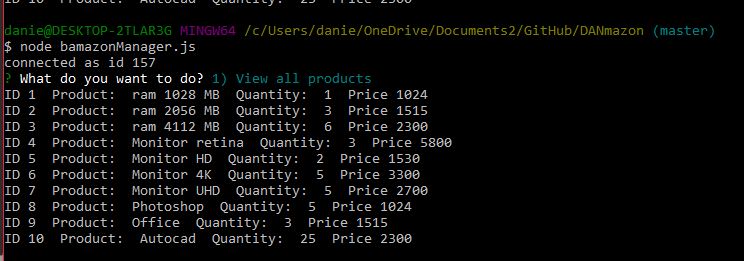 ID 10  Product:  Autocad  Quantity:  25  Price 2300
danie@DESKTOP-2TLAR3G MINGW64 /c/Users/danie/OneDrive/Documents2/GitHub/DANmazon (master)
$ node bamazonManager.js
connected as id 157
? What do you want to do? 1) View all products
ID 1  Product:  ram 1028 MB  Quantity:  1  Price 1024
ID 2  Product:  ram 2056 MB  Quantity:  3  Price 1515
ID 3  Product:  ram 4112 MB  Quantity:  6  Price 2300
ID 4  Product:  Monitor retina  Quantity:  3  Price 5800
ID 5  Product:  Monitor HD  Quantity:  2  Price 1530
ID 6  Product:  Monitor 4K  Quantity:  5  Price 3300
ID 7  Product:  Monitor UHD  Quantity:  5  Price 2700
ID 8  Product:  Photoshop  Quantity:  5  Price 1024
ID 9  Product:  Office  Quantity:  3  Price 1515
ID 10  Product:  Autocad  Quantity:  25  Price 2300